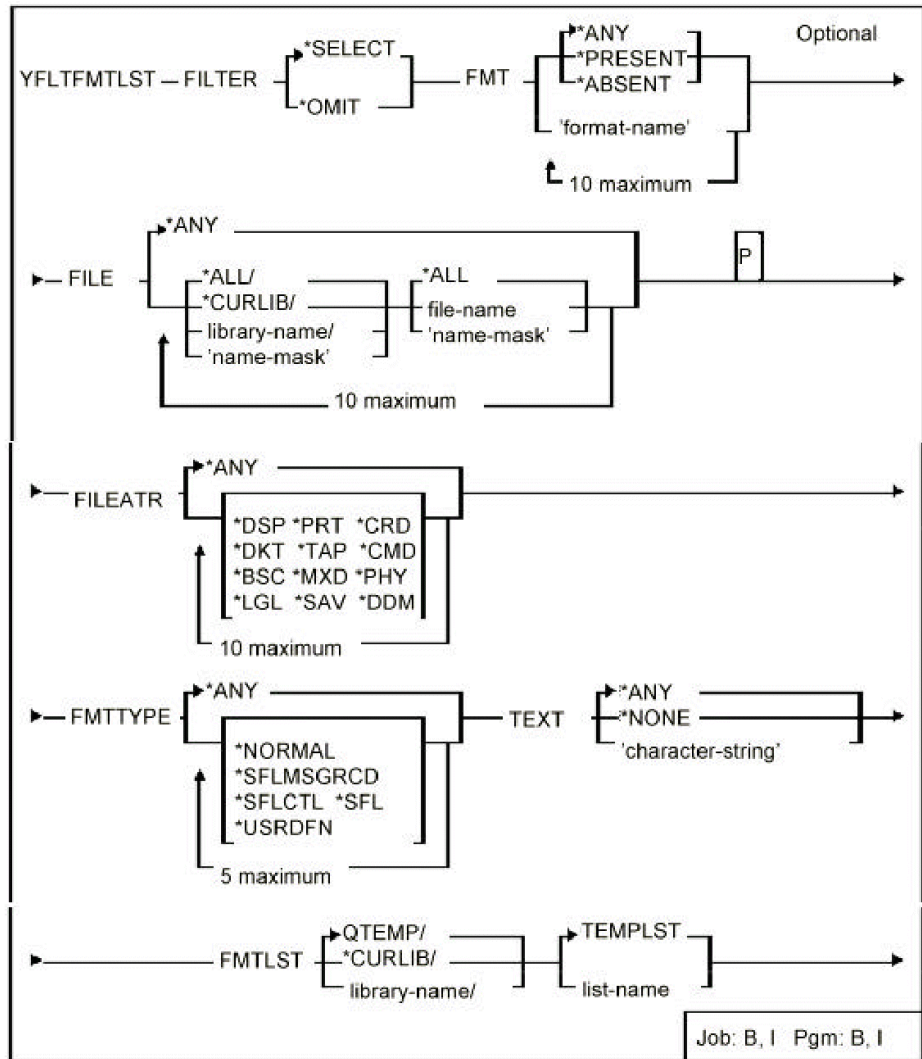 Optional
YFLTFMTLST FILTER *SELECT FMT *ANY
*PRESENT
*OMIT *ABSENT
'format-name'
10 maximum
FILE *ANY P
*ALL/ *ALL
*CURLIB/ file-name
library-name/ 'name-mask'
'name-mask'
10 maximum
FILEATR *ANY
*DSP *PRT *CRD
*DKT *TAP *CMD
*BSC *MXD *PHY
*LGL *SAV *DDM
10 maximum
FMTTYPE *ANY TEXT *ANY
*NONE
*NORMAL 'character-string'
*SFLMSGRCD
*SFLCTL *SFL
*USRDFN
5 maximum
FMTLST QTEMP/ TEMPLST
*CURLIB/
library-name/ list-name
Job: B, I Pgm: B, I